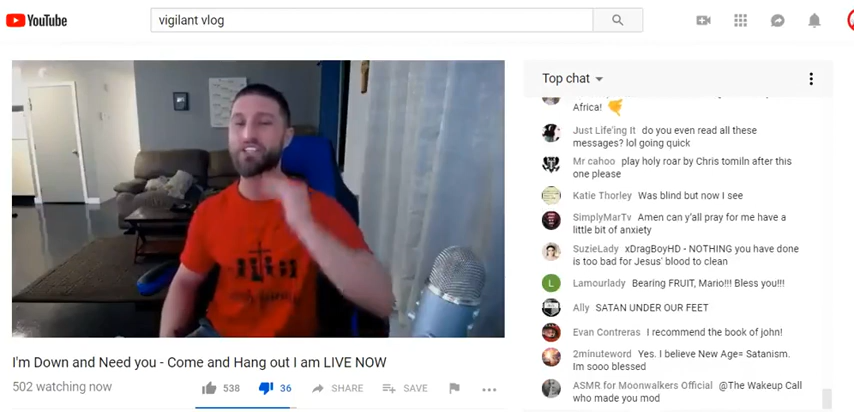 YouTube
vigilant vlog
Top chat
Africa!
Just Life'ing It do you even read all these
messages? lol going quick
Mr cahoo play holy roar by Chris tomiln after this
one please
Katie Thorley Was blind but now I see
SimplyMarTv Amen can y'all pray for me have a
little bit of anxiety
SuzieLady xDragBoyHD - NOTHING you have done
is too bad for Jesus' blood to clean
L Lamourlady Bearing FRUIT, Mario!!! Bless you!!!
Ally SATAN UNDER OUR FEET
Evan Contreras I recommend the book of john!
2minuteword Yes. I believe New Age= Satanism.
Im sooo blessed
ASMR for Moonwalkers Official @The Wakeup Call
who made you mod
I'm Down and Need you - Come and Hang out I am LIVE NOW
502 watching now
538
36
SHARE
SAVE